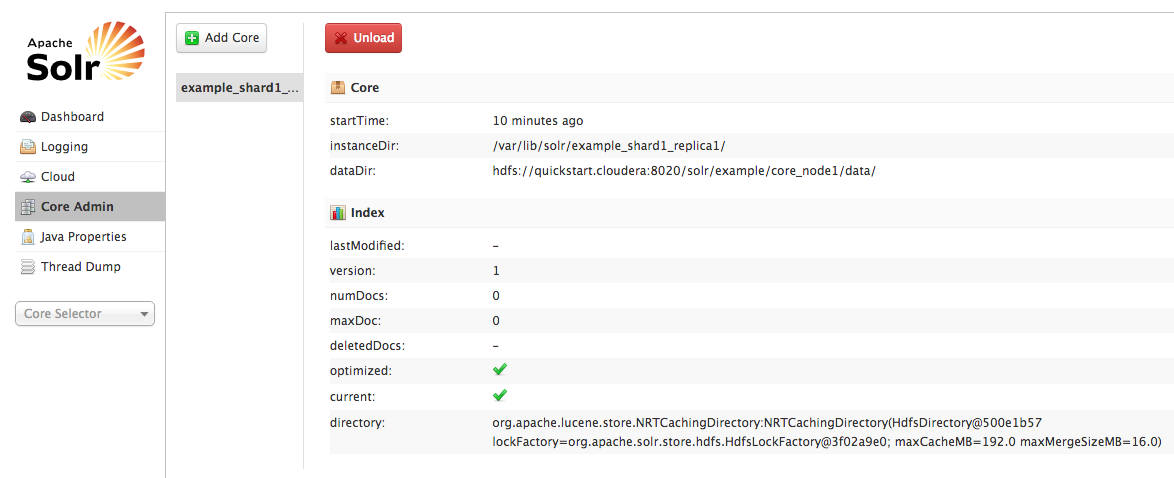 Apache
Solr
Dashboard
Logging
Cloud
Core Admin
Java Properties
Thread Dump
Core Selector
Add Core
example_shard1_...
Unload
Core
startTime: 10 minutes ago
instanceDir: /var/lib/solr/example_shard1_replica1/
dataDir: hdfs://quickstart.cloudera:8020/solr/example/core_node1/data/
Index
lastModified: –
version: 1
numDocs: 0
maxDoc: 0
deletedDocs: –
optimized:
current:
directory: org.apache.lucene.store.NRTCachingDirectory:NRTCachingDirectory(HdfsDirectory@500e1b57
lockFactory=org.apache.solr.store.hdfs.HdfsLockFactory@3f02a9e0; maxCacheMB=192.0 maxMergeSizeMB=16.0)